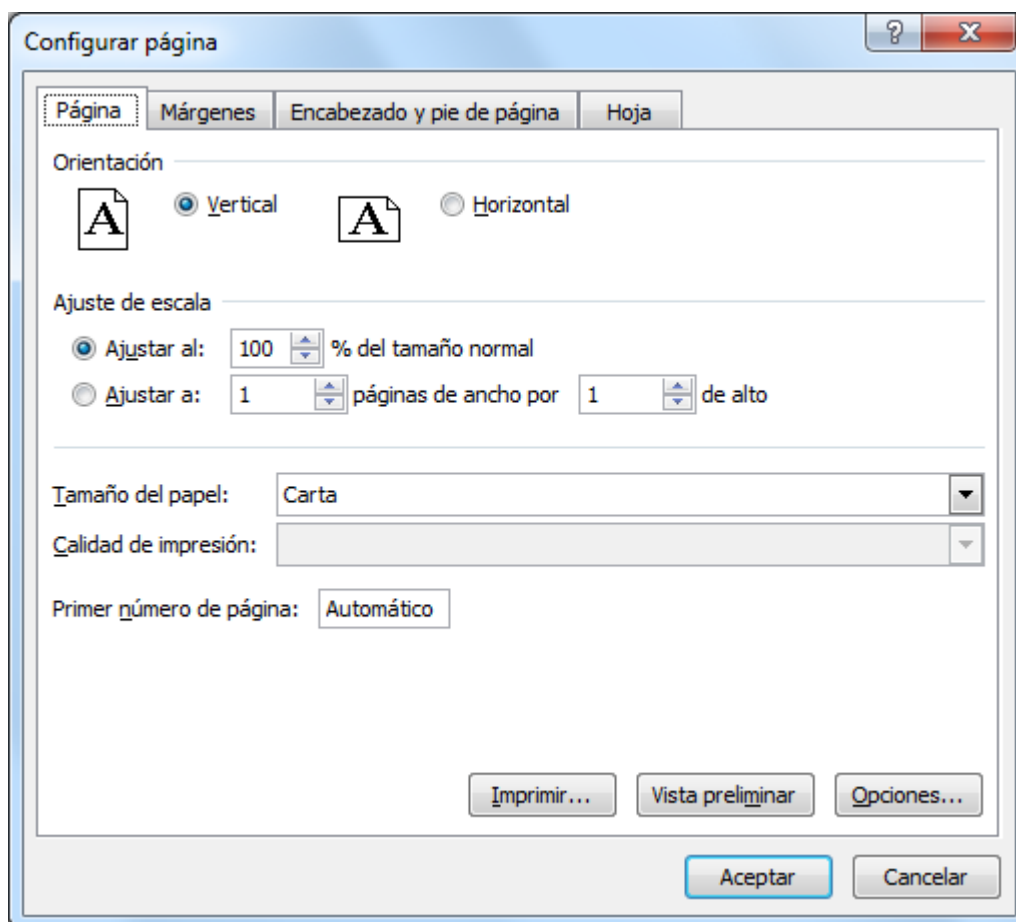 Configurar página
Página Márgenes Encabezado y pie de página Hoja
Orientación
A Vertical A Horizontal
Ajuste de escala
Ajustar al: 100 % del tamaño normal
Ajustar a: 1 páginas de ancho por 1 de alto
Tamaño del papel: Carta
Calidad de impresión:
Primer número de página: Automático
Imprimir... Vista preliminar Opciones...
Aceptar Cancelar